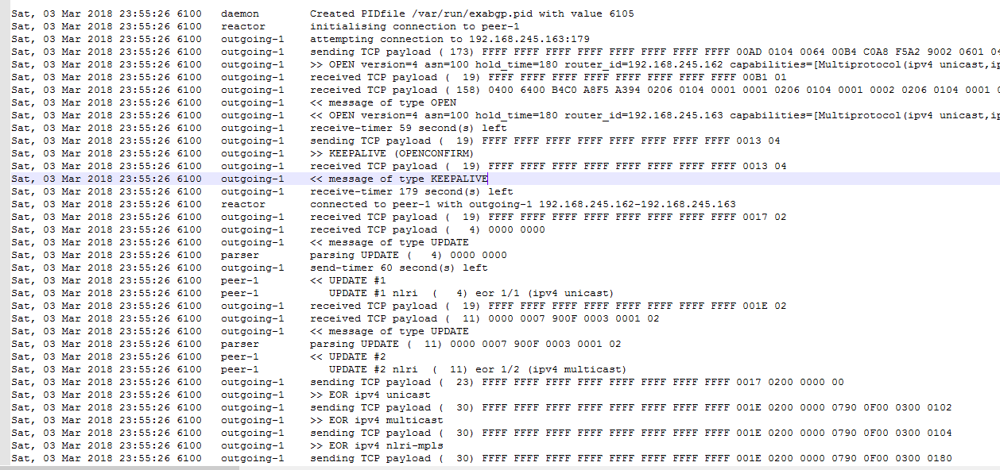 Sat, 03 Mar 2018 23:55:26 6100   daemon         Created PIDfile /var/run/exabgp.pid with value 6105
Sat, 03 Mar 2018 23:55:26 6100   reactor        initialising connection to peer-1
Sat, 03 Mar 2018 23:55:26 6100   outgoing-1     attempting connection to 192.168.245.163:179
Sat, 03 Mar 2018 23:55:26 6100   outgoing-1     sending TCP payload ( 173) FFFF FFFF FFFF FFFF FFFF FFFF FFFF FFFF 00AD 0104 0064 00B4 C0A8 F5A2 9002 0601 04
Sat, 03 Mar 2018 23:55:26 6100   outgoing-1     >> OPEN version=4 asn=100 hold_time=180 router_id=192.168.245.162 capabilities=[Multiprotocol(ipv4 unicast,ip
Sat, 03 Mar 2018 23:55:26 6100   outgoing-1     received TCP payload (  19) FFFF FFFF FFFF FFFF FFFF FFFF FFFF FFFF 00B1 01
Sat, 03 Mar 2018 23:55:26 6100   outgoing-1     received TCP payload ( 158) 0400 6400 B4C0 A8F5 A394 0206 0104 0001 0001 0206 0104 0001 0002 0206 0104 0001 0
Sat, 03 Mar 2018 23:55:26 6100   outgoing-1     << message of type OPEN
Sat, 03 Mar 2018 23:55:26 6100   outgoing-1     << OPEN version=4 asn=100 hold_time=180 router_id=192.168.245.163 capabilities=[Multiprotocol(ipv4 unicast,ip
Sat, 03 Mar 2018 23:55:26 6100   outgoing-1     receive-timer 59 second(s) left
Sat, 03 Mar 2018 23:55:26 6100   outgoing-1     sending TCP payload (  19) FFFF FFFF FFFF FFFF FFFF FFFF FFFF FFFF 0013 04
Sat, 03 Mar 2018 23:55:26 6100   outgoing-1     >> KEEPALIVE (OPENCONFIRM)
Sat, 03 Mar 2018 23:55:26 6100   outgoing-1     received TCP payload (  19) FFFF FFFF FFFF FFFF FFFF FFFF FFFF FFFF 0013 04
Sat, 03 Mar 2018 23:55:26 6100   outgoing-1     << message of type KEEPALIVE
Sat, 03 Mar 2018 23:55:26 6100   outgoing-1     receive-timer 179 second(s) left
Sat, 03 Mar 2018 23:55:26 6100   reactor        connected to peer-1 with outgoing-1 192.168.245.162-192.168.245.163
Sat, 03 Mar 2018 23:55:26 6100   outgoing-1     received TCP payload (  19) FFFF FFFF FFFF FFFF FFFF FFFF FFFF FFFF 0017 02
Sat, 03 Mar 2018 23:55:26 6100   outgoing-1     received TCP payload (   4) 0000 0000
Sat, 03 Mar 2018 23:55:26 6100   outgoing-1     << message of type UPDATE
Sat, 03 Mar 2018 23:55:26 6100   parser         parsing UPDATE (   4) 0000 0000
Sat, 03 Mar 2018 23:55:26 6100   outgoing-1     send-timer 60 second(s) left
Sat, 03 Mar 2018 23:55:26 6100   peer-1         << UPDATE #1
Sat, 03 Mar 2018 23:55:26 6100   peer-1            UPDATE #1 nlri  (   4) eor 1/1 (ipv4 unicast)
Sat, 03 Mar 2018 23:55:26 6100   outgoing-1     received TCP payload (  19) FFFF FFFF FFFF FFFF FFFF FFFF FFFF FFFF 001E 02
Sat, 03 Mar 2018 23:55:26 6100   outgoing-1     received TCP payload (  11) 0000 0007 900F 0003 0001 02
Sat, 03 Mar 2018 23:55:26 6100   outgoing-1     << message of type UPDATE
Sat, 03 Mar 2018 23:55:26 6100   parser         parsing UPDATE (  11) 0000 0007 900F 0003 0001 02
Sat, 03 Mar 2018 23:55:26 6100   peer-1         << UPDATE #2
Sat, 03 Mar 2018 23:55:26 6100   peer-1            UPDATE #2 nlri  (  11) eor 1/2 (ipv4 multicast)
Sat, 03 Mar 2018 23:55:26 6100   outgoing-1     sending TCP payload (  23) FFFF FFFF FFFF FFFF FFFF FFFF FFFF FFFF 0017 0200 0000 00
Sat, 03 Mar 2018 23:55:26 6100   outgoing-1     >> EOR ipv4 unicast
Sat, 03 Mar 2018 23:55:26 6100   outgoing-1     sending TCP payload (  30) FFFF FFFF FFFF FFFF FFFF FFFF FFFF FFFF 001E 0200 0000 0790 0F00 0300 0102
Sat, 03 Mar 2018 23:55:26 6100   outgoing-1     >> EOR ipv4 multicast
Sat, 03 Mar 2018 23:55:26 6100   outgoing-1     sending TCP payload (  30) FFFF FFFF FFFF FFFF FFFF FFFF FFFF FFFF 001E 0200 0000 0790 0F00 0300 0104
Sat, 03 Mar 2018 23:55:26 6100   outgoing-1     >> EOR ipv4 nlri-mpls
Sat, 03 Mar 2018 23:55:26 6100   outgoing-1     sending TCP payload (  30) FFFF FFFF FFFF FFFF FFFF FFFF FFFF FFFF 001E 0200 0000 0790 0F00 0300 0180